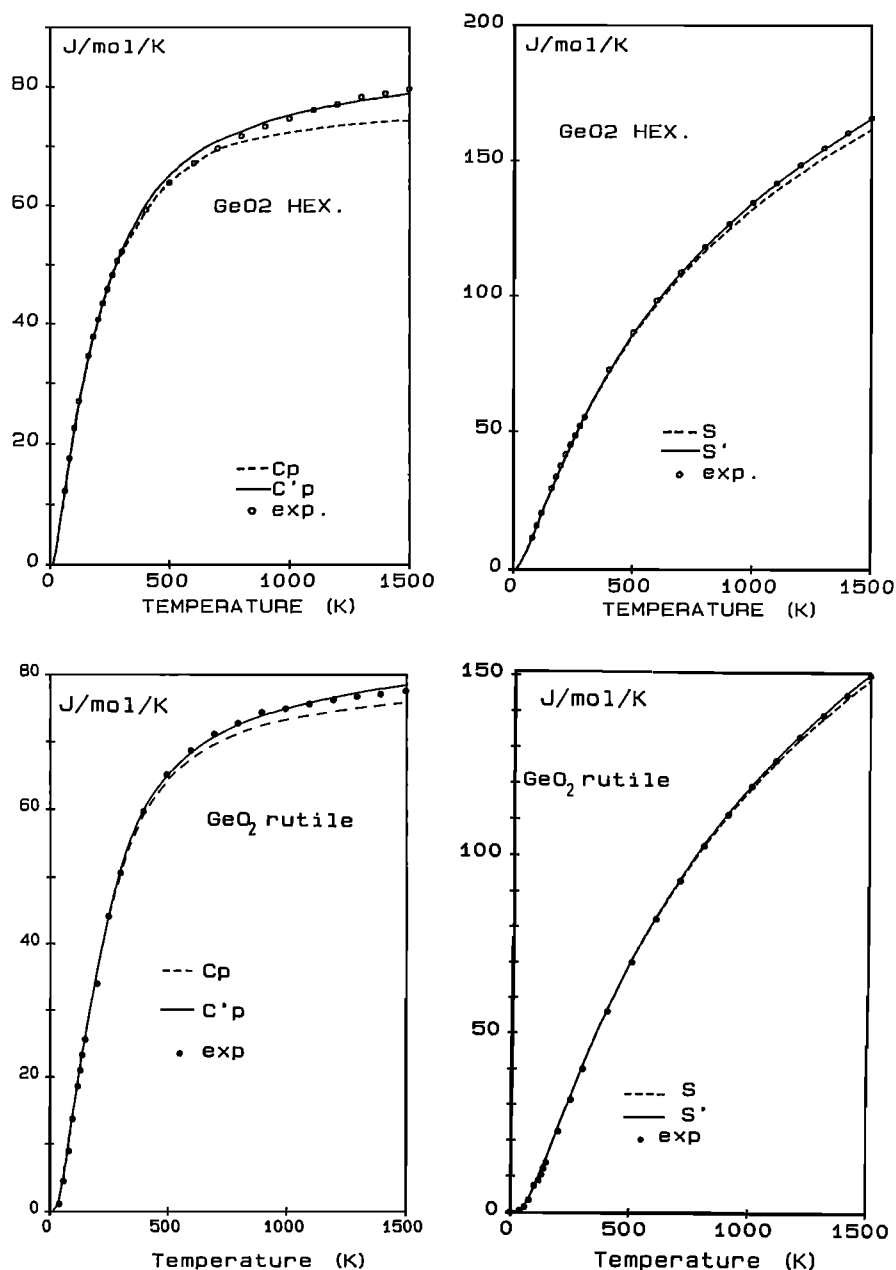 J/mol/K
80
60
40
20
0
GeO2 HEX.
Cp
C'p
exp.
500
1000
1500
TEMPERATURE (K)
200
J/mol/K
150
100
50
0
GeO2 HEX.
S
S'
exp.
0
500
1000
1500
TEMPERATURE (K)
80
J/mol/K
60
40
20
0
GeO₂ rutile
Cp
C'p
exp
500
1000
1500
Temperature (K)
150
J/mol/K
100
50
0
GeO₂ rutile
S
S'
exp
0
500
1000
1500
Temperature (K)